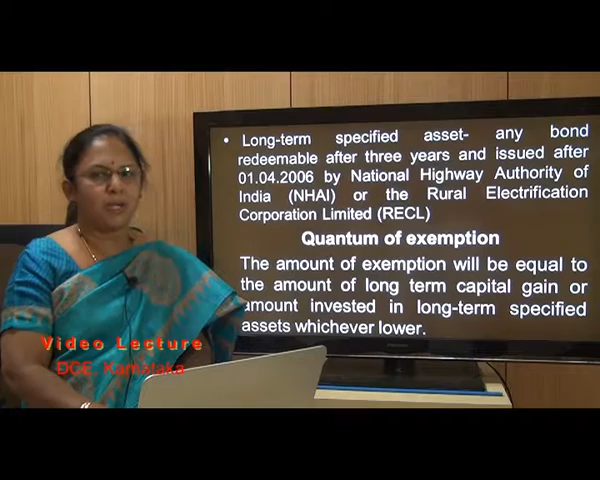 • Long-term specified asset- any bond
redeemable after three years and issued after
01.04.2006 by National Highway Authority of
India (NHAI) or the Rural Electrification
Corporation Limited (RECL)
Quantum of exemption
The amount of exemption will be equal to
the amount of long term capital gain or
amount invested in long-term specified
assets whichever lower.
Video Lecture
DCE, Karnataka